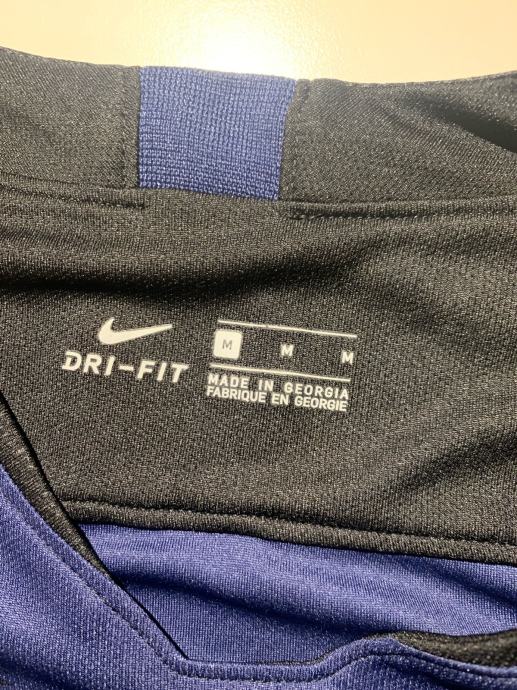 DRI-FIT
M M M
MADE IN GEORGIA
FABRIQUE EN GEORGIE